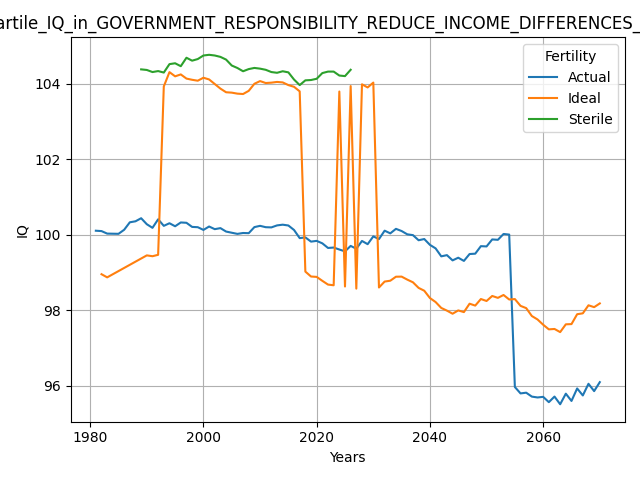 artile_IQ_in_GOVERNMENT_RESPONSIBILITY_REDUCE_INCOME_DIFFERENCES_
Fertility
Actual
Ideal
Sterile
IQ
104
102
100
98
96
1980
2000
2020
2040
2060
Years